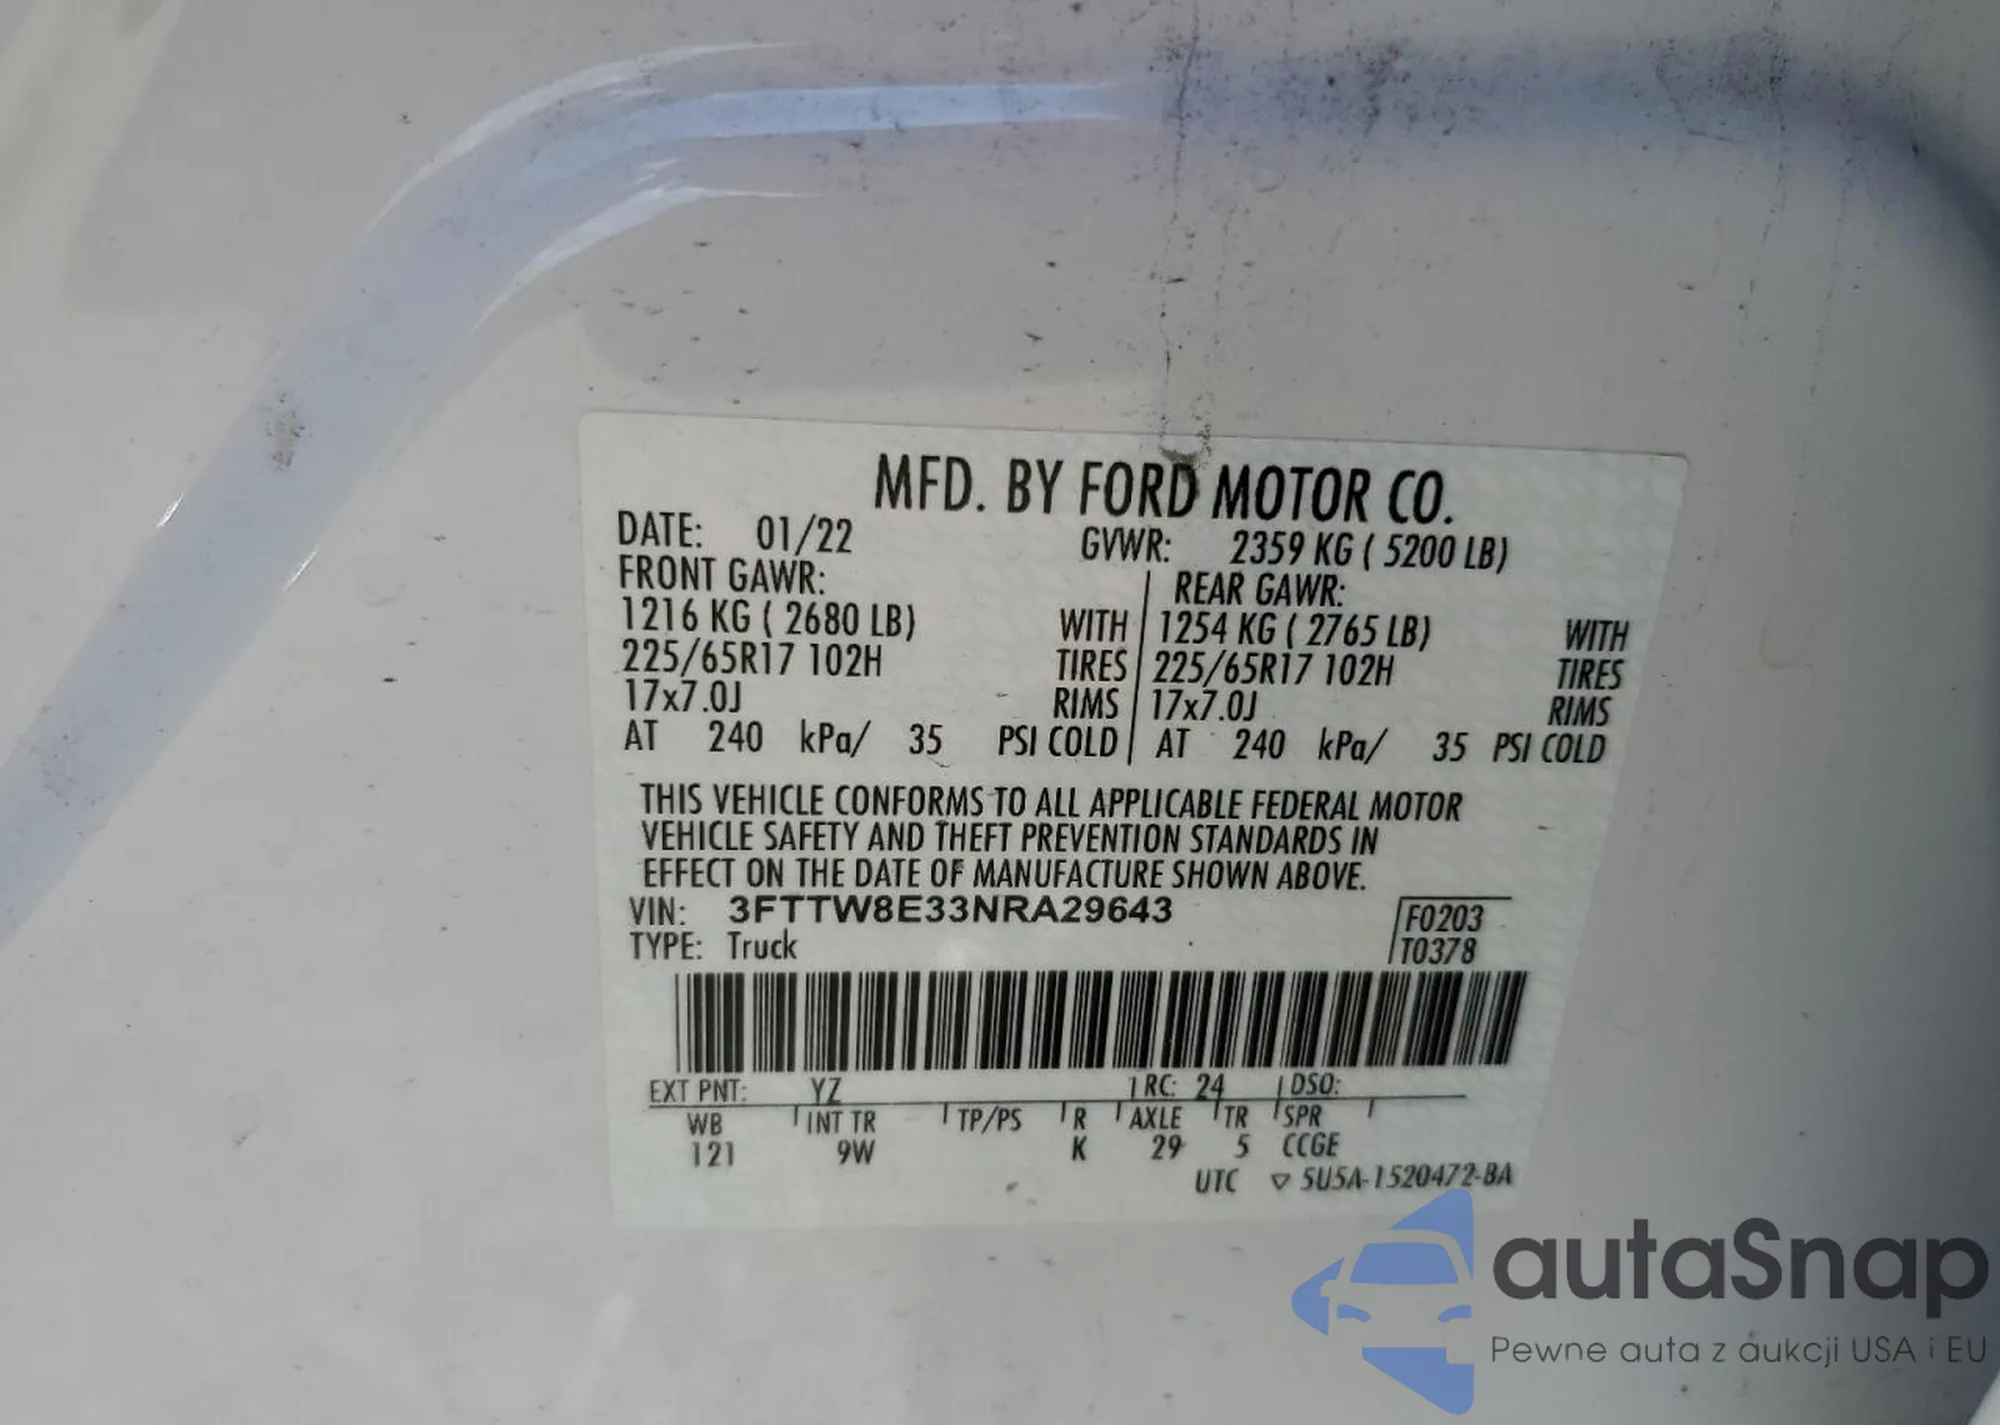 MFD. BY FORD MOTOR CO.
DATE: 01/22 GVWR: 2359 KG ( 5200 LB)
FRONT GAWR: REAR GAWR:
1216 KG ( 2680 LB) WITH 1254 KG ( 2765 LB) WITH
225/65R17 102H TIRES 225/65R17 102H TIRES
17x7.0J RIMS 17x7.0J RIMS
AT 240 kPa/ 35 PSI COLD AT 240 kPa/ 35 PSI COLD
THIS VEHICLE CONFORMS TO ALL APPLICABLE FEDERAL MOTOR
VEHICLE SAFETY AND THEFT PREVENTION STANDARDS IN
EFFECT ON THE DATE OF MANUFACTURE SHOWN ABOVE.
VIN: 3FTTW8E33NRA29643 F0203
TYPE: Truck T0378
EXT PNT: YZ RC: 24 DSO:
WB INT TR TP/PS R AXLE TR SPR
121 9W K 29 5 CCGE
UTC ▽ 5U5A-1520472-BA
autaSnap
Pewne auta z aukcji USA i EU